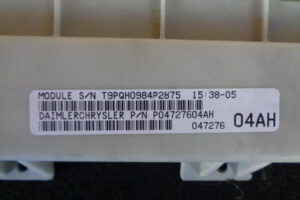 MODULE S/N T9PQH0984P2875 15:38-05
DAIMLERCHRYSLER P/N P04727604AH
047276 04AH